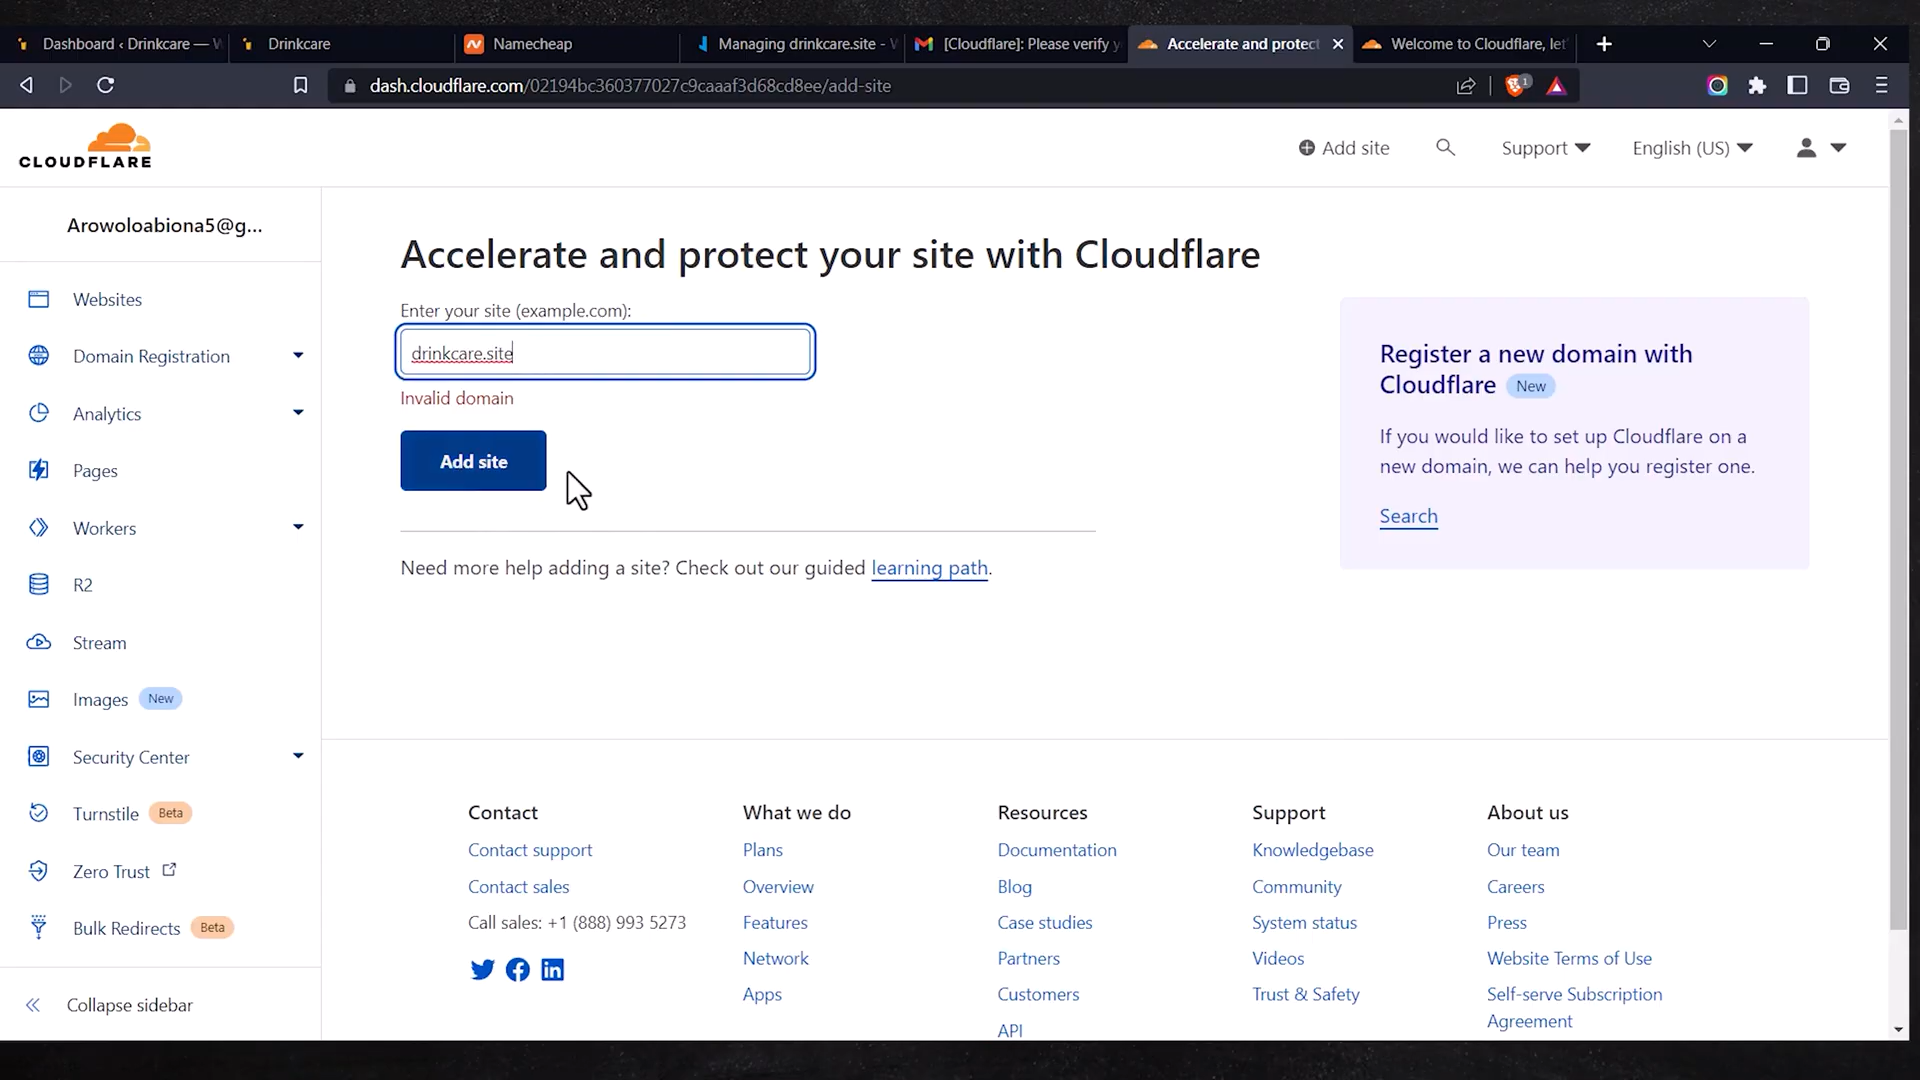 Dashboard ‹ Drinkcare — W
Drinkcare
Namecheap
Managing drinkcare.site - W
[Cloudflare]: Please verify y
Accelerate and protect
Welcome to Cloudflare, let'
dash.cloudflare.com/02194bc360377027c9caaaf3d68cd8ee/add-site
1
CLOUDFLARE
Add site
Support
English (US)
Arowoloabiona5@g...
Websites
Domain Registration
Analytics
Pages
Workers
R2
Stream
Images New
Security Center
Turnstile Beta
Zero Trust
Bulk Redirects Beta
Collapse sidebar
Accelerate and protect your site with Cloudflare
Enter your site (example.com):
drinkcare.site
Invalid domain
Add site
Need more help adding a site? Check out our guided learning path.
Register a new domain with
Cloudflare New
If you would like to set up Cloudflare on a
new domain, we can help you register one.
Search
Contact
Contact support
Contact sales
Call sales: +1 (888) 993 5273
What we do
Plans
Overview
Features
Network
Apps
Resources
Documentation
Blog
Case studies
Partners
Customers
API
Support
Knowledgebase
Community
System status
Videos
Trust & Safety
About us
Our team
Careers
Press
Website Terms of Use
Self-serve Subscription
Agreement